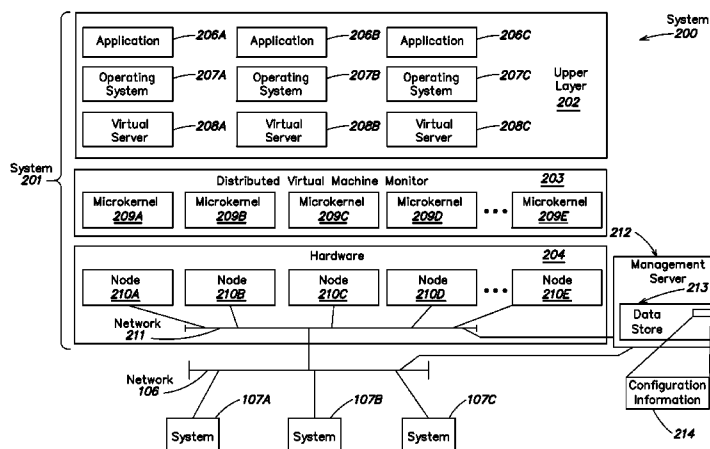 System
200
Application
206A
Application
206B
Application
206C
Operating
System
207A
Operating
System
207B
Operating
System
207C
Upper
Layer
202
Virtual
Server
208A
Virtual
Server
208B
Virtual
Server
208C
System
201
Distributed Virtual Machine Monitor
203
Microkernel
209A
Microkernel
209B
Microkernel
209C
Microkernel
209D
Microkernel
209E
212
Hardware
204
Node
210A
Node
210B
Node
210C
Node
210D
Node
210E
Management
Server
213
Data
Store
Network
211
Network
106
Configuration
Information
214
107A
107B
107C
System
System
System